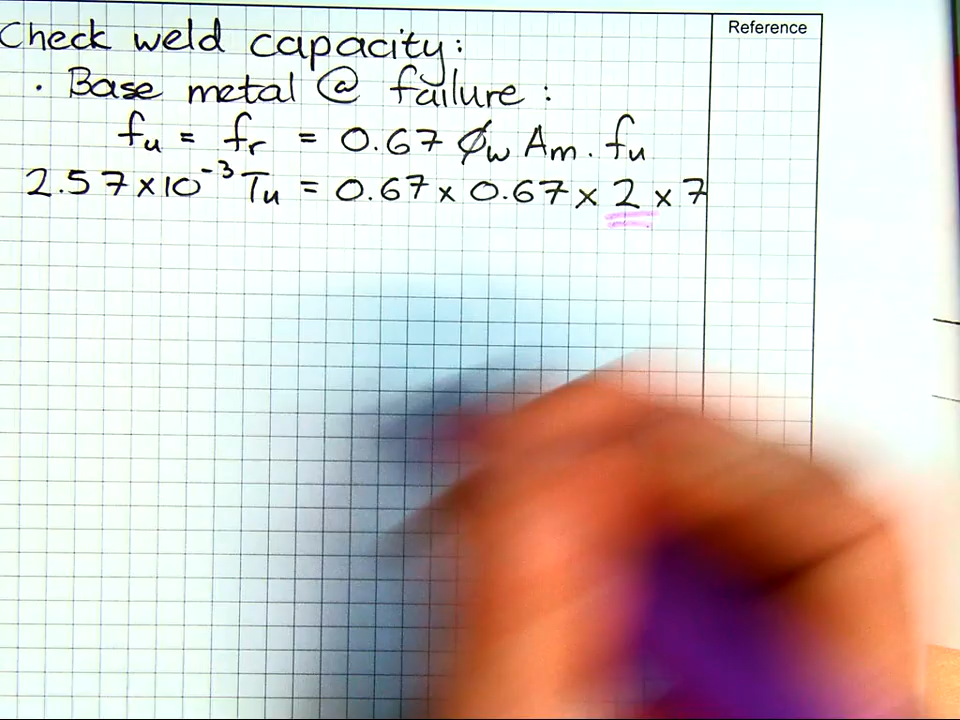 Check weld capacity:
Reference
· Base metal @ failure:
fu = fr = 0.67 ϕw Am. fu
2.57×10⁻³ Tu = 0.67 × 0.67 × 2 × 7